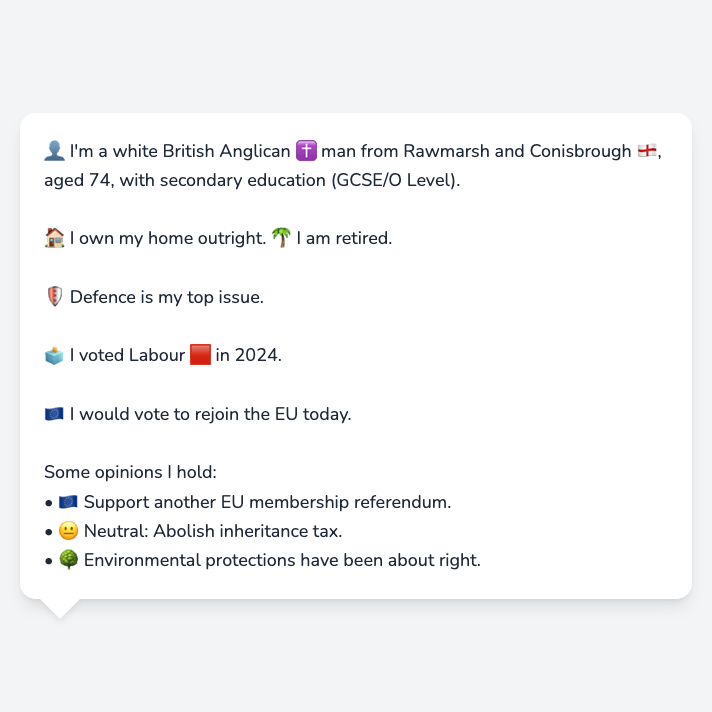 👤 I'm a white British Anglican ✝️ man from Rawmarsh and Conisbrough 🏴󠁧󠁢󠁥󠁮󠁧󠁿,
aged 74, with secondary education (GCSE/O Level).
🏠 I own my home outright. 🌴 I am retired.
🛡️ Defence is my top issue.
🗳️ I voted Labour 🟥 in 2024.
🇪🇺 I would vote to rejoin the EU today.
Some opinions I hold:
• 🇪🇺 Support another EU membership referendum.
• 😐 Neutral: Abolish inheritance tax.
• 🌳 Environmental protections have been about right.